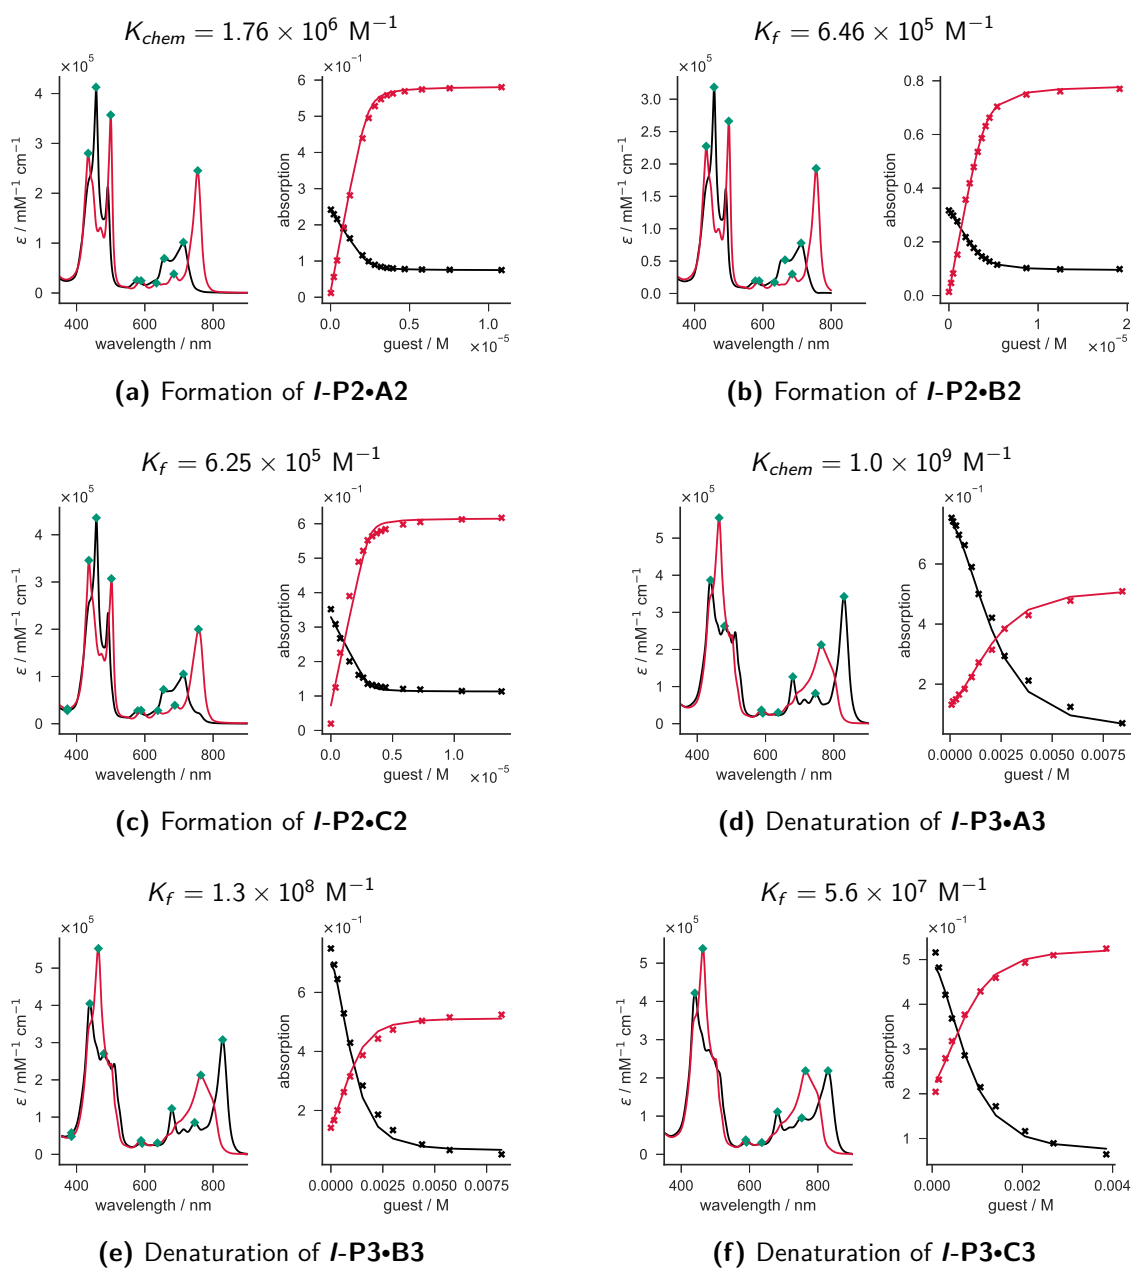 K_chem = 1.76 × 10^6 M^−1
×10^5
ε / mM^−1 cm^−1
4
3
2
1
0
400 600 800
wavelength / nm
×10^−1
absorption
6
5
4
3
2
1
0
0.0 0.5 1.0
guest / M ×10^−5
(a) Formation of l-P2•A2
K_f = 6.46 × 10^5 M^−1
×10^5
ε / mM^−1 cm^−1
3.0
2.5
2.0
1.5
1.0
0.5
0.0
400 600 800
wavelength / nm
absorption
0.8
0.6
0.4
0.2
0.0
0 1 2
guest / M ×10^−5
(b) Formation of l-P2•B2
K_f = 6.25 × 10^5 M^−1
×10^5
ε / mM^−1 cm^−1
4
3
2
1
0
400 600 800
wavelength / nm
×10^−1
absorption
6
5
4
3
2
1
0
0.0 0.5 1.0
guest / M ×10^−5
(c) Formation of l-P2•C2
K_chem = 1.0 × 10^9 M^−1
×10^5
ε / mM^−1 cm^−1
5
4
3
2
1
0
400 600 800
wavelength / nm
×10^−1
absorption
6
4
2
0.0000 0.0025 0.0050 0.0075
guest / M
(d) Denaturation of l-P3•A3
K_f = 1.3 × 10^8 M^−1
×10^5
ε / mM^−1 cm^−1
5
4
3
2
1
0
400 600 800
wavelength / nm
×10^−1
absorption
6
4
2
0.0000 0.0025 0.0050 0.0075
guest / M
(e) Denaturation of l-P3•B3
K_f = 5.6 × 10^7 M^−1
×10^5
ε / mM^−1 cm^−1
5
4
3
2
1
0
400 600 800
wavelength / nm
×10^−1
absorption
5
4
3
2
1
0.000 0.002 0.004
guest / M
(f) Denaturation of l-P3•C3